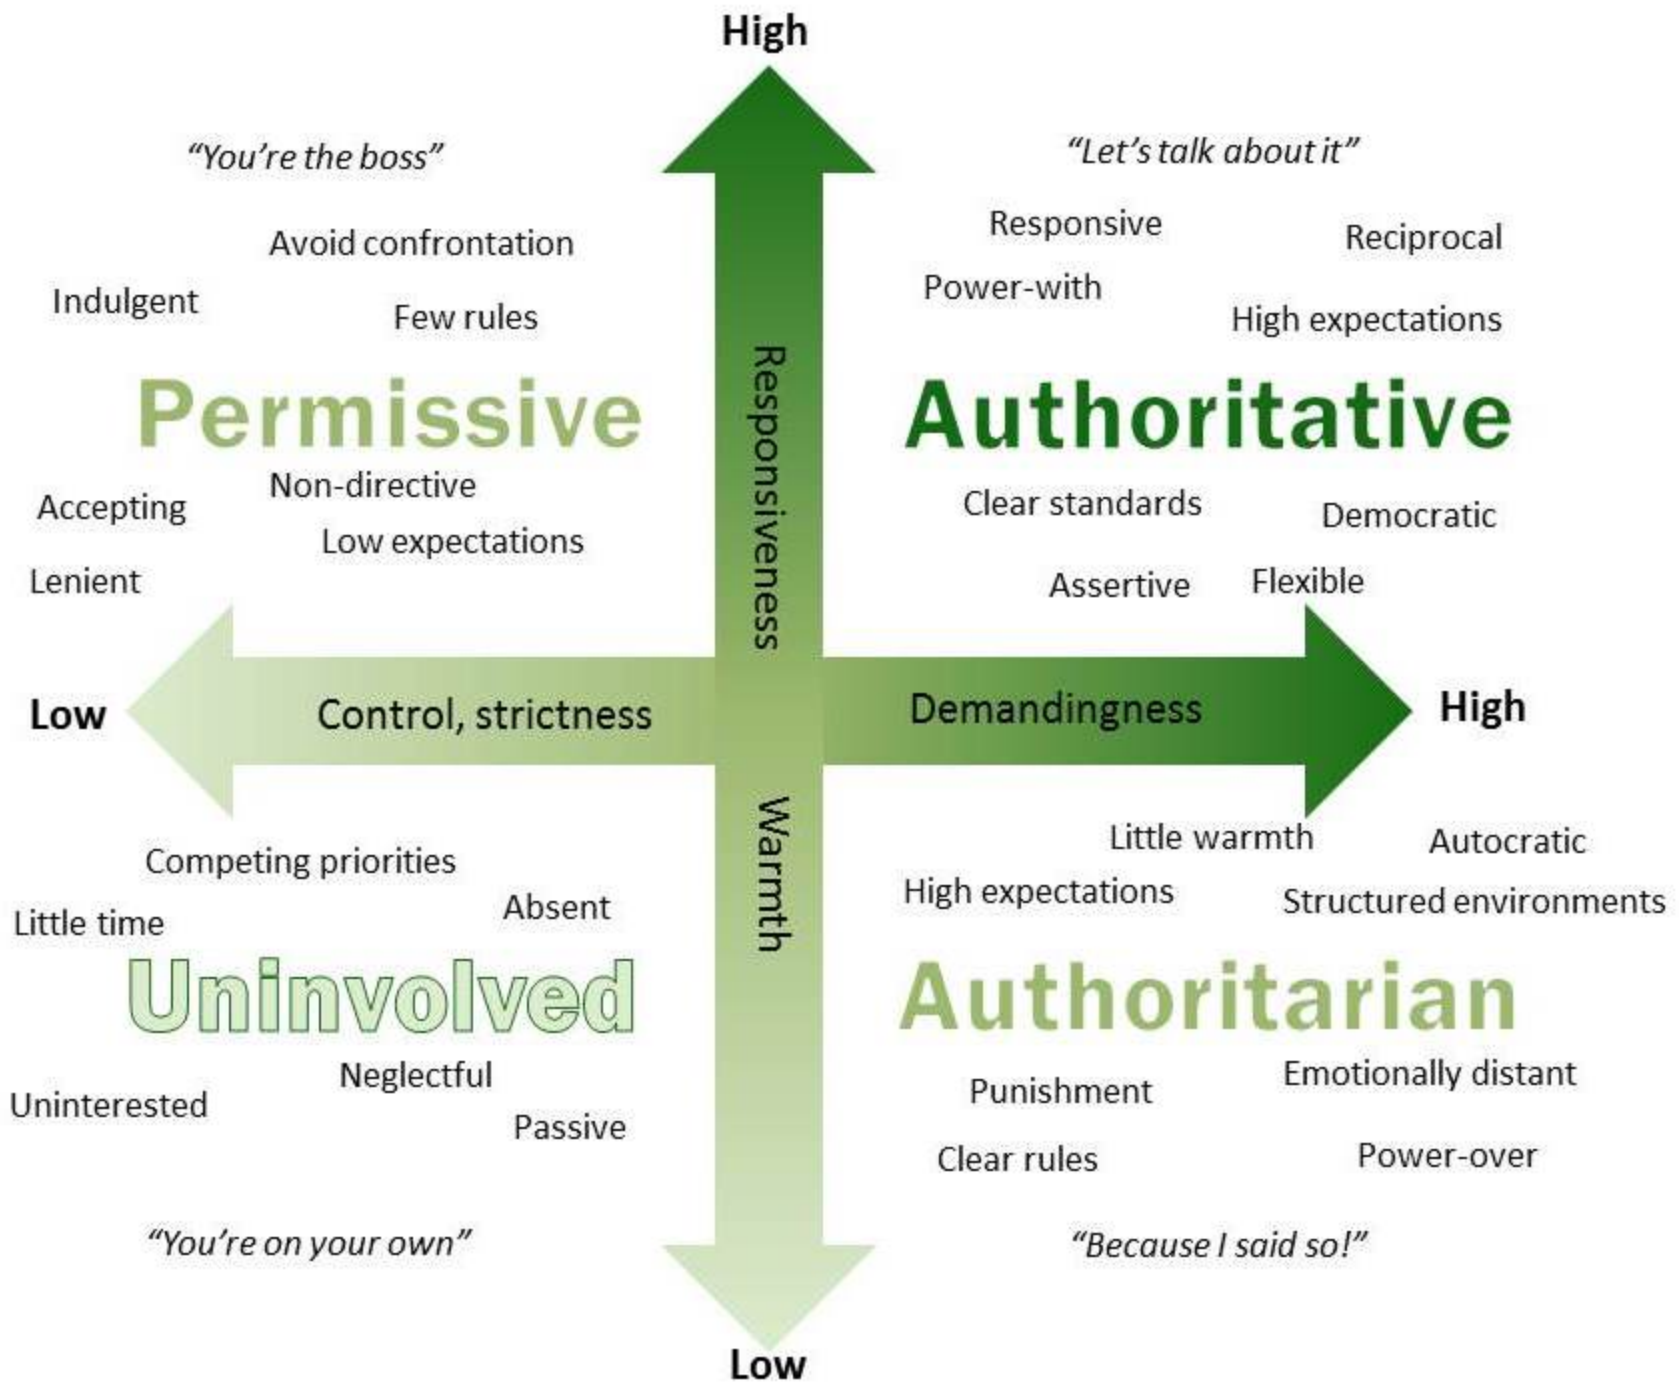 High
“You’re the boss”
Avoid confrontation
Indulgent
Few rules
Permissive
Non-directive
Accepting
Low expectations
Lenient
“Let’s talk about it”
Responsive
Reciprocal
Power-with
High expectations
Authoritative
Clear standards
Democratic
Assertive
Flexible
Responsiveness
Low
Control, strictness
Demandingness
High
Warmth
Competing priorities
Absent
Little time
Uninvolved
Neglectful
Uninterested
Passive
“You’re on your own”
Little warmth
Autocratic
High expectations
Structured environments
Authoritarian
Emotionally distant
Punishment
Clear rules
Power-over
“Because I said so!”
Low